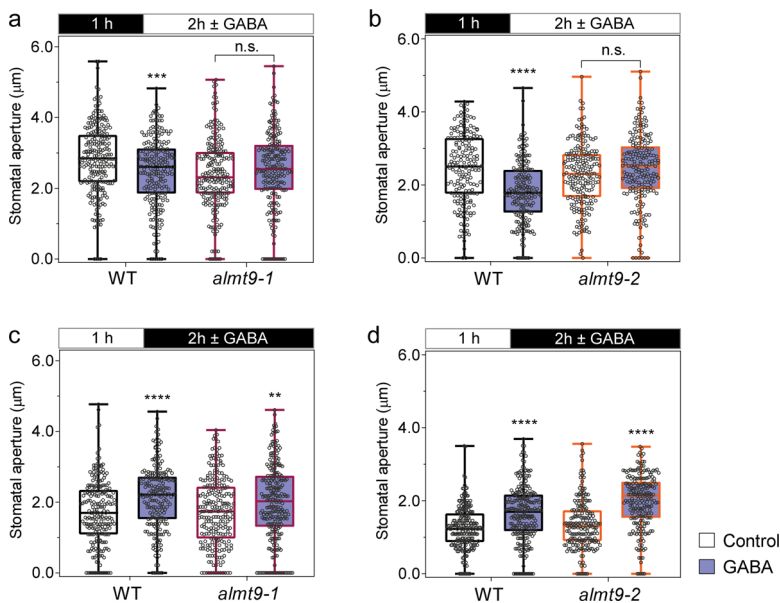 a
1 h 2h ± GABA
Stomatal aperture (μm)
6.0
4.0
2.0
0.0
***
n.s.
WT almt9-1
b
1 h 2h ± GABA
Stomatal aperture (μm)
6.0
4.0
2.0
0.0
****
n.s.
WT almt9-2
c
1 h 2h ± GABA
Stomatal aperture (μm)
6.0
4.0
2.0
0.0
****
**
WT almt9-1
d
1 h 2h ± GABA
Stomatal aperture (μm)
6.0
4.0
2.0
0.0
****
****
WT almt9-2
Control
GABA